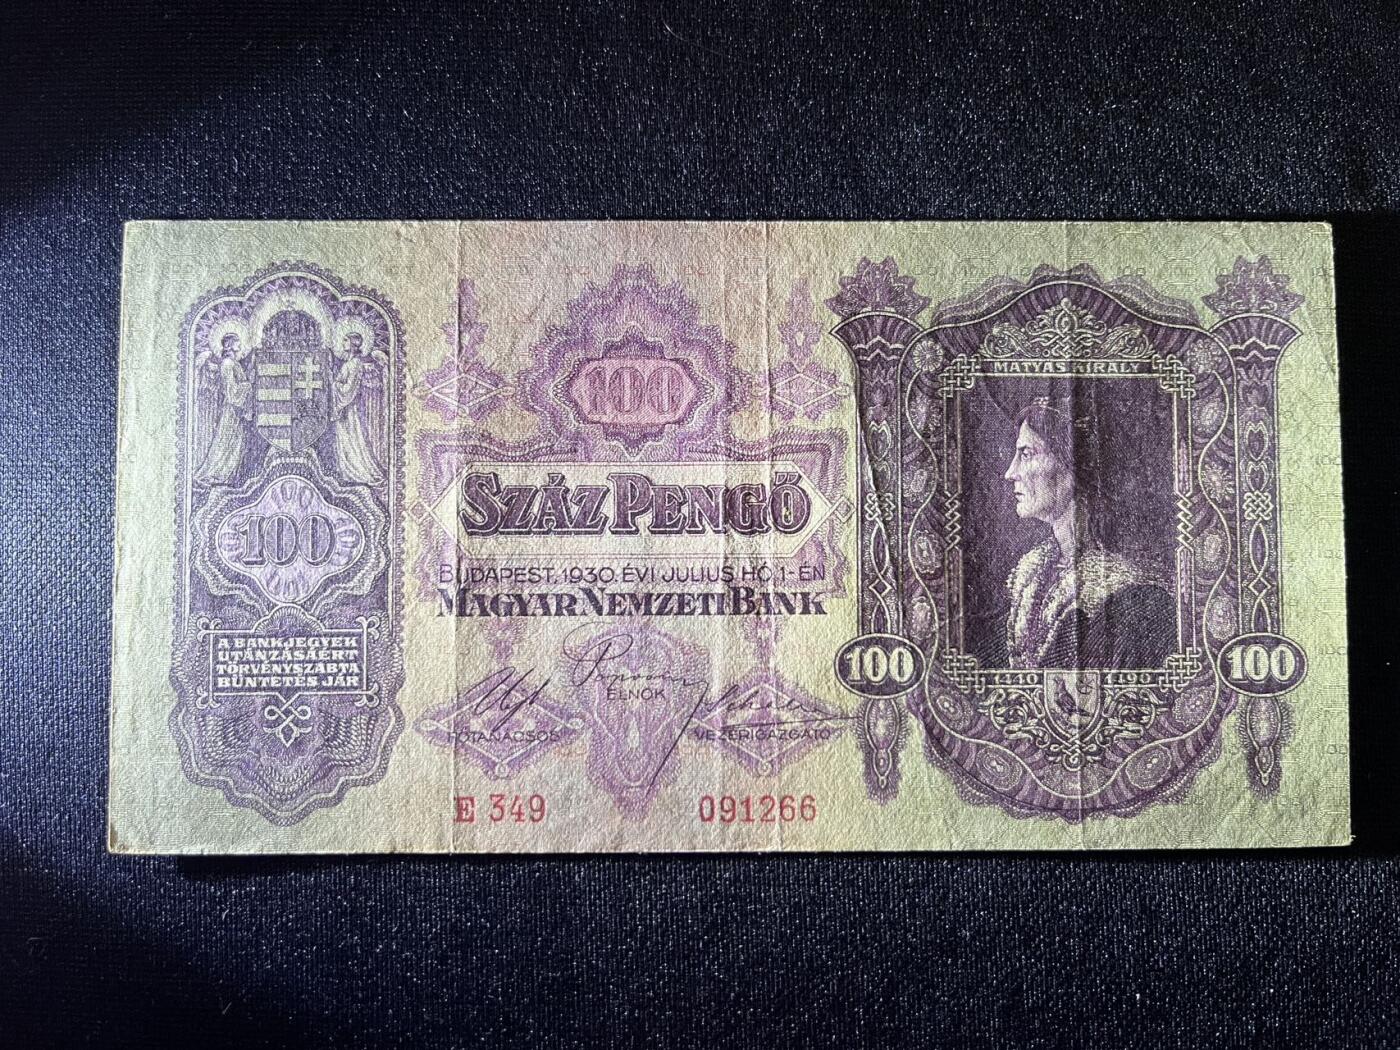 100
A BANKJEGYEK
UTÁNZÁSÁÉRT
TÖRVÉNYSZABTA
BÜNTETÉS JÁR
100
SZÁZ PENGŐ
BUDAPEST, 1930. ÉVI JULIUS HÓ 1-ÉN
MAGYAR NEMZETI BANK
ELNÖK
FŐTANÁCSOS
VEZÉRIGAZGATÓ
E 349
091266
MÁTYÁS KIRÁLY
1440 1490
100
100